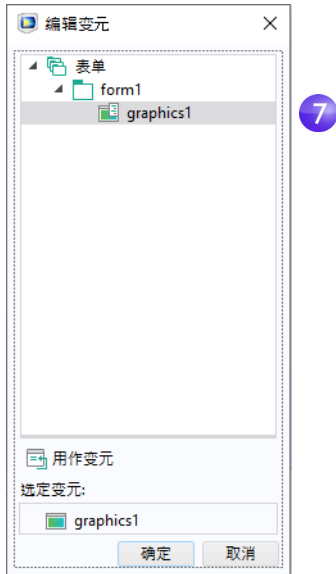 编辑变元
表单
form1
graphics1
7
用作变元
选定变元:
graphics1
确定 取消